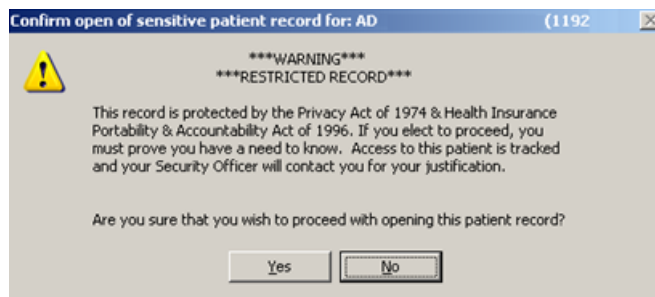 Confirm open of sensitive patient record for: AD (1192
***WARNING***
***RESTRICTED RECORD***
This record is protected by the Privacy Act of 1974 & Health Insurance
Portability & Accountability Act of 1996. If you elect to proceed, you
must prove you have a need to know. Access to this patient is tracked
and your Security Officer will contact you for your justification.
Are you sure that you wish to proceed with opening this patient record?
Yes No